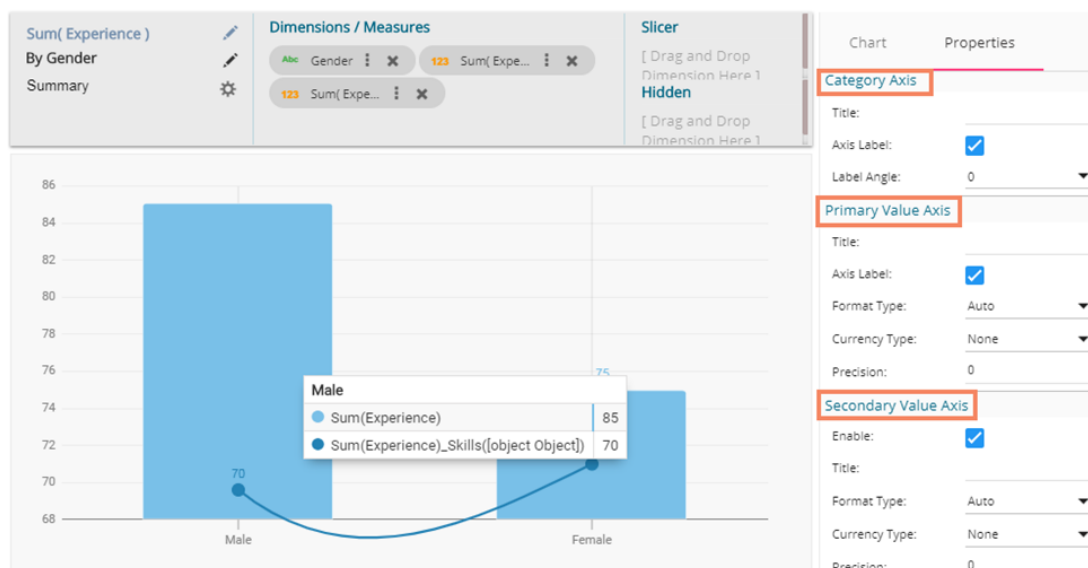 Sum( Experience )
By Gender
Summary
Dimensions / Measures
Abc Gender
123 Sum( Expe...
123 Sum( Expe...
Slicer
[ Drag and Drop
Dimension Here ]
Hidden
[ Drag and Drop
Dimension Here ]
86
84
82
80
78
76
74
72
70
68
75
70
Male
Sum(Experience) 85
Sum(Experience)_Skills([object Object]) 70
Male Female
Chart Properties
Category Axis
Title:
Axis Label:
Label Angle: 0
Primary Value Axis
Title:
Axis Label:
Format Type: Auto
Currency Type: None
Precision: 0
Secondary Value Axis
Enable:
Title:
Format Type: Auto
Currency Type: None
Precision: 0